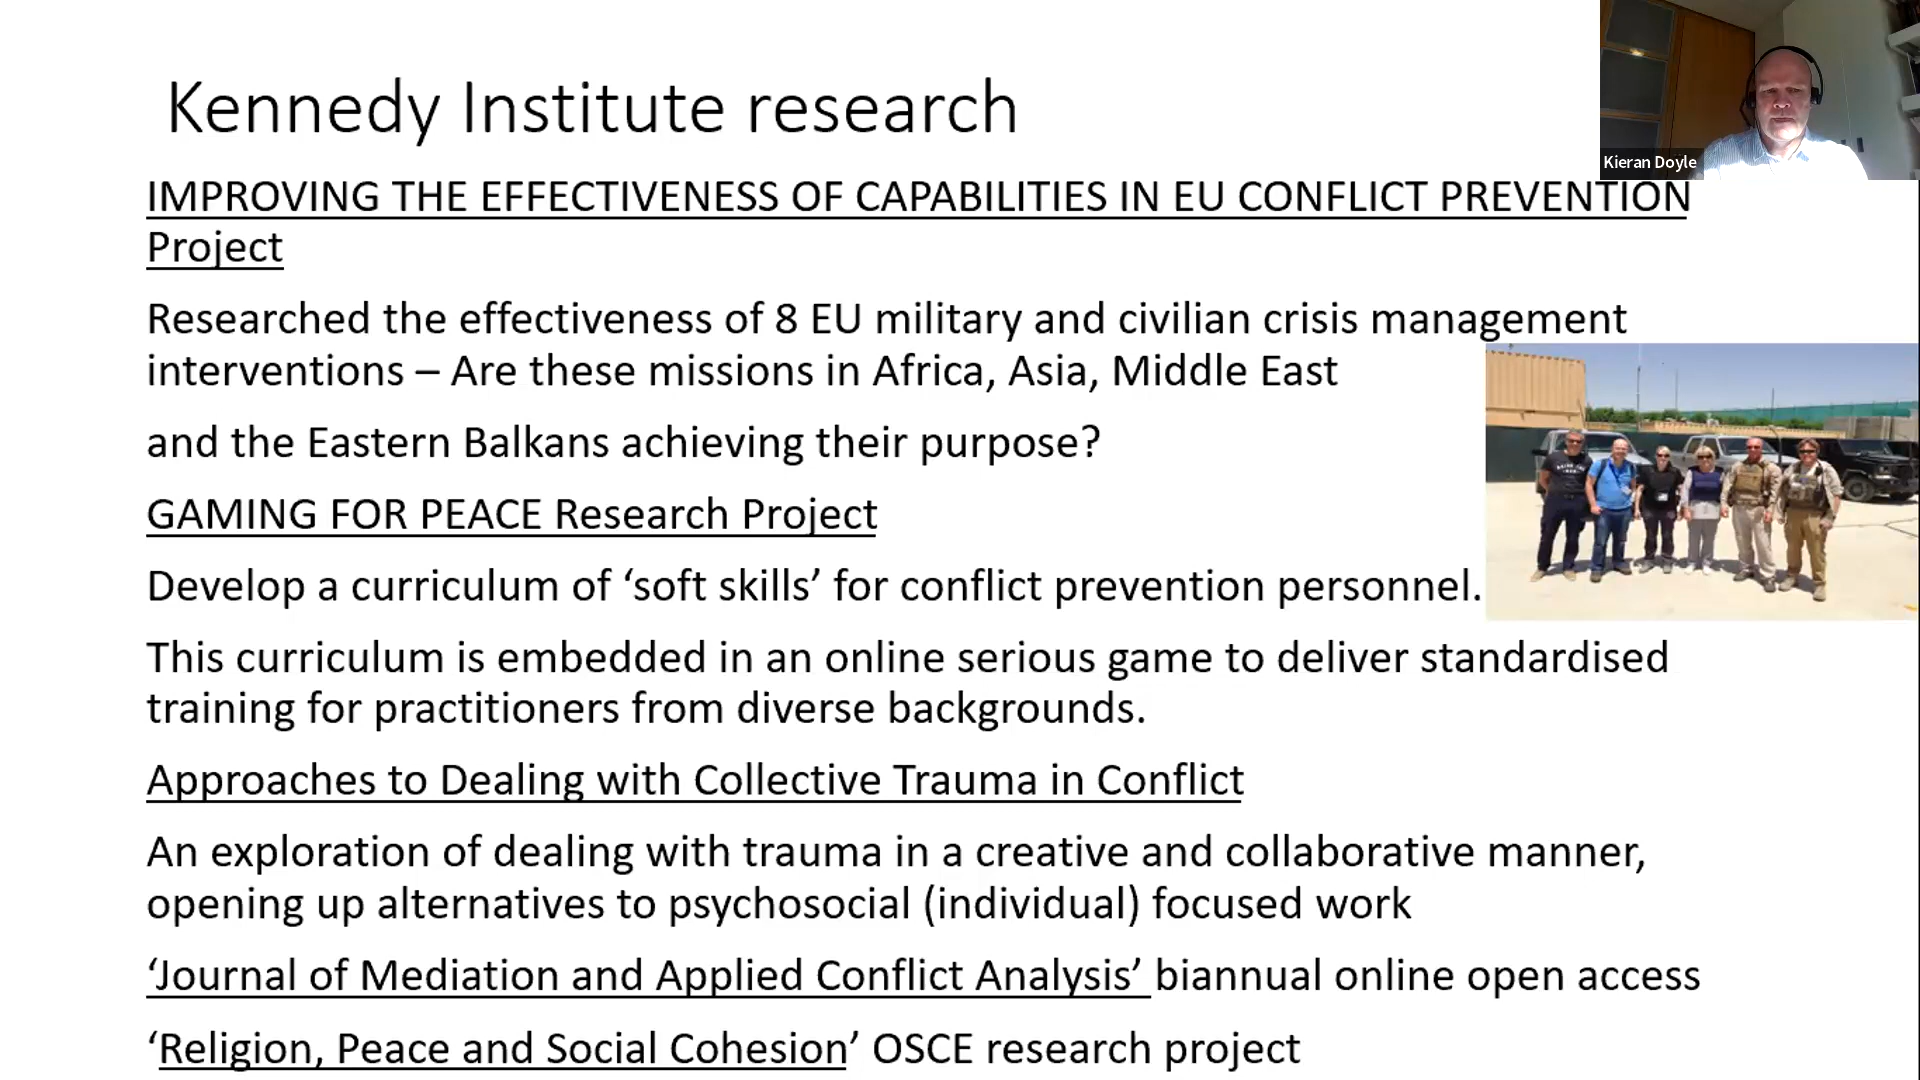 Kennedy Institute research
Kieran Doyle
IMPROVING THE EFFECTIVENESS OF CAPABILITIES IN EU CONFLICT PREVENTION
Project
Researched the effectiveness of 8 EU military and civilian crisis management
interventions – Are these missions in Africa, Asia, Middle East
and the Eastern Balkans achieving their purpose?
GAMING FOR PEACE Research Project
Develop a curriculum of ‘soft skills’ for conflict prevention personnel.
This curriculum is embedded in an online serious game to deliver standardised
training for practitioners from diverse backgrounds.
Approaches to Dealing with Collective Trauma in Conflict
An exploration of dealing with trauma in a creative and collaborative manner,
opening up alternatives to psychosocial (individual) focused work
‘Journal of Mediation and Applied Conflict Analysis’ biannual online open access
‘Religion, Peace and Social Cohesion’ OSCE research project